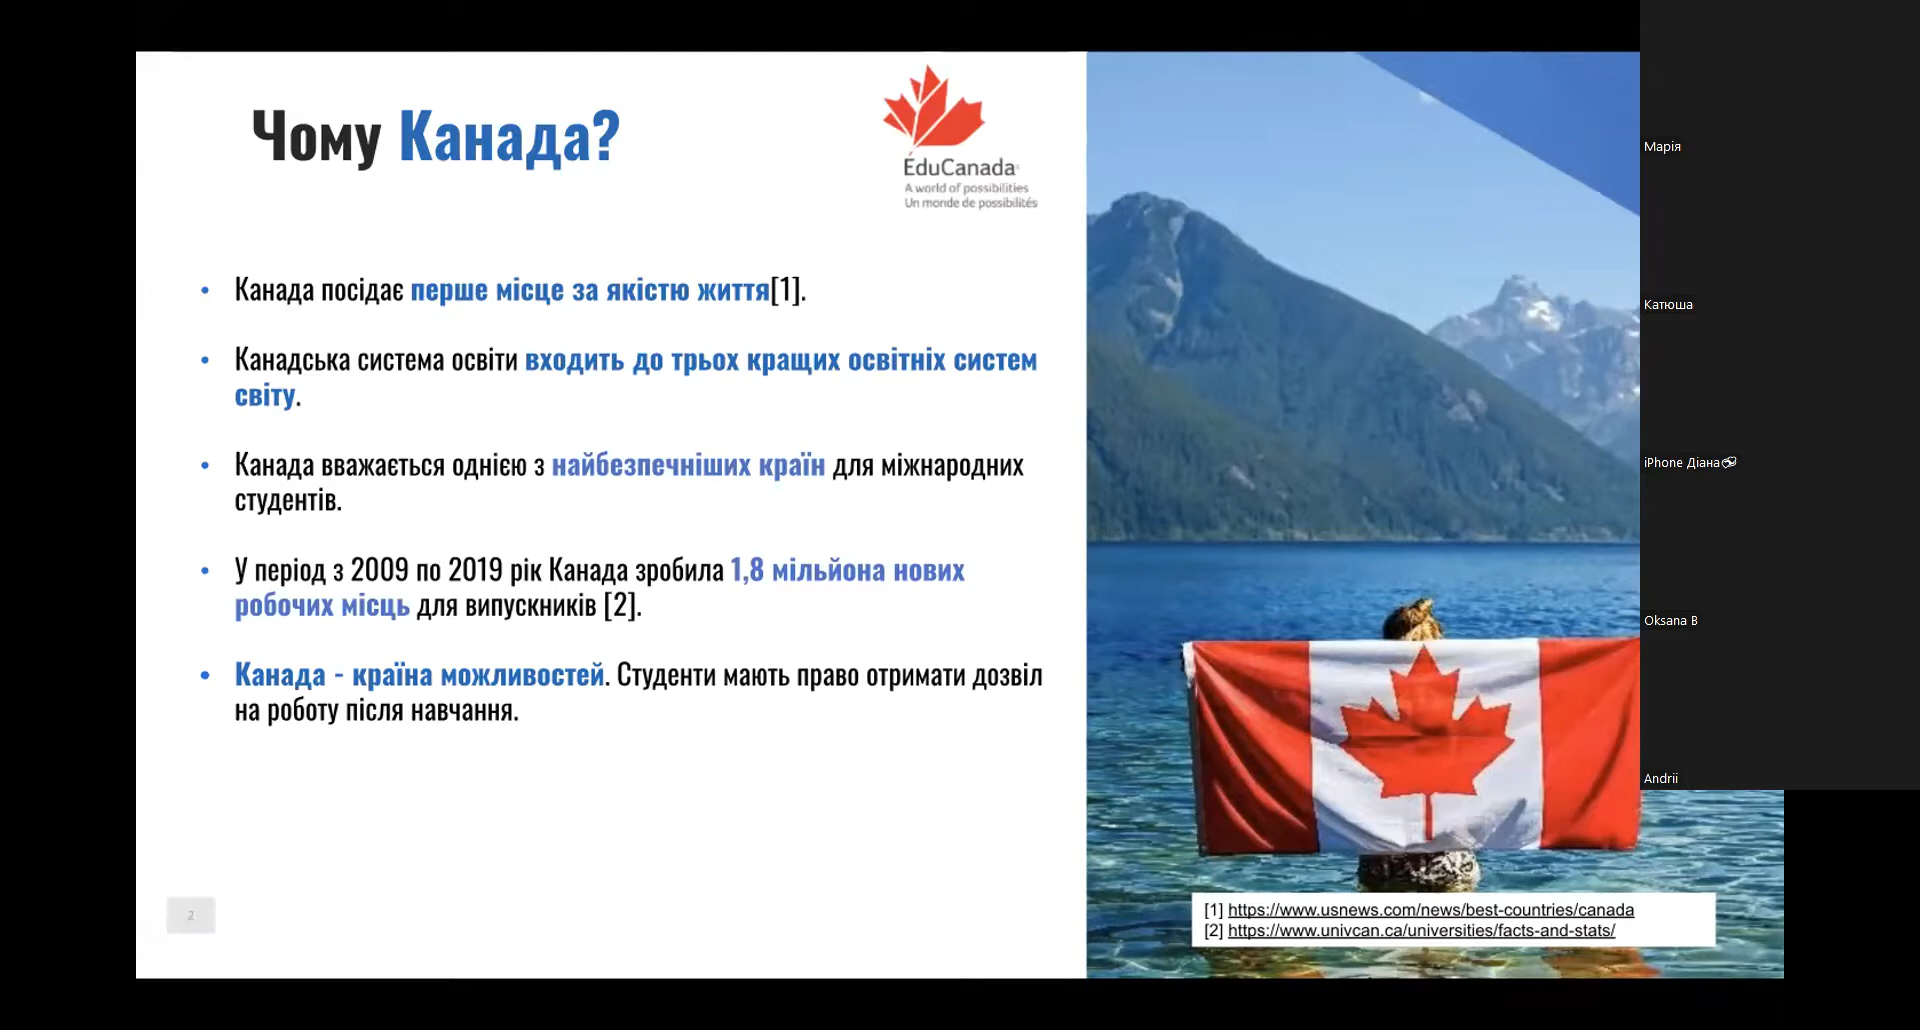 Чому Канада?
ÉduCanada
A world of possibilities
Un monde de possibilités
• Канада посідає перше місце за якістю життя[1].
• Канадська система освіти входить до трьох кращих освітніх систем
світу.
• Канада вважається однією з найбезпечніших країн для міжнародних
студентів.
• У період з 2009 по 2019 рік Канада зробила 1,8 мільйона нових
робочих місць для випускників [2].
• Канада - країна можливостей. Студенти мають право отримати дозвіл
на роботу після навчання.
2
[1] https://www.usnews.com/news/best-countries/canada
[2] https://www.univcan.ca/universities/facts-and-stats/
Марія
Катюша
iPhone Діана
Oksana B
Andrii